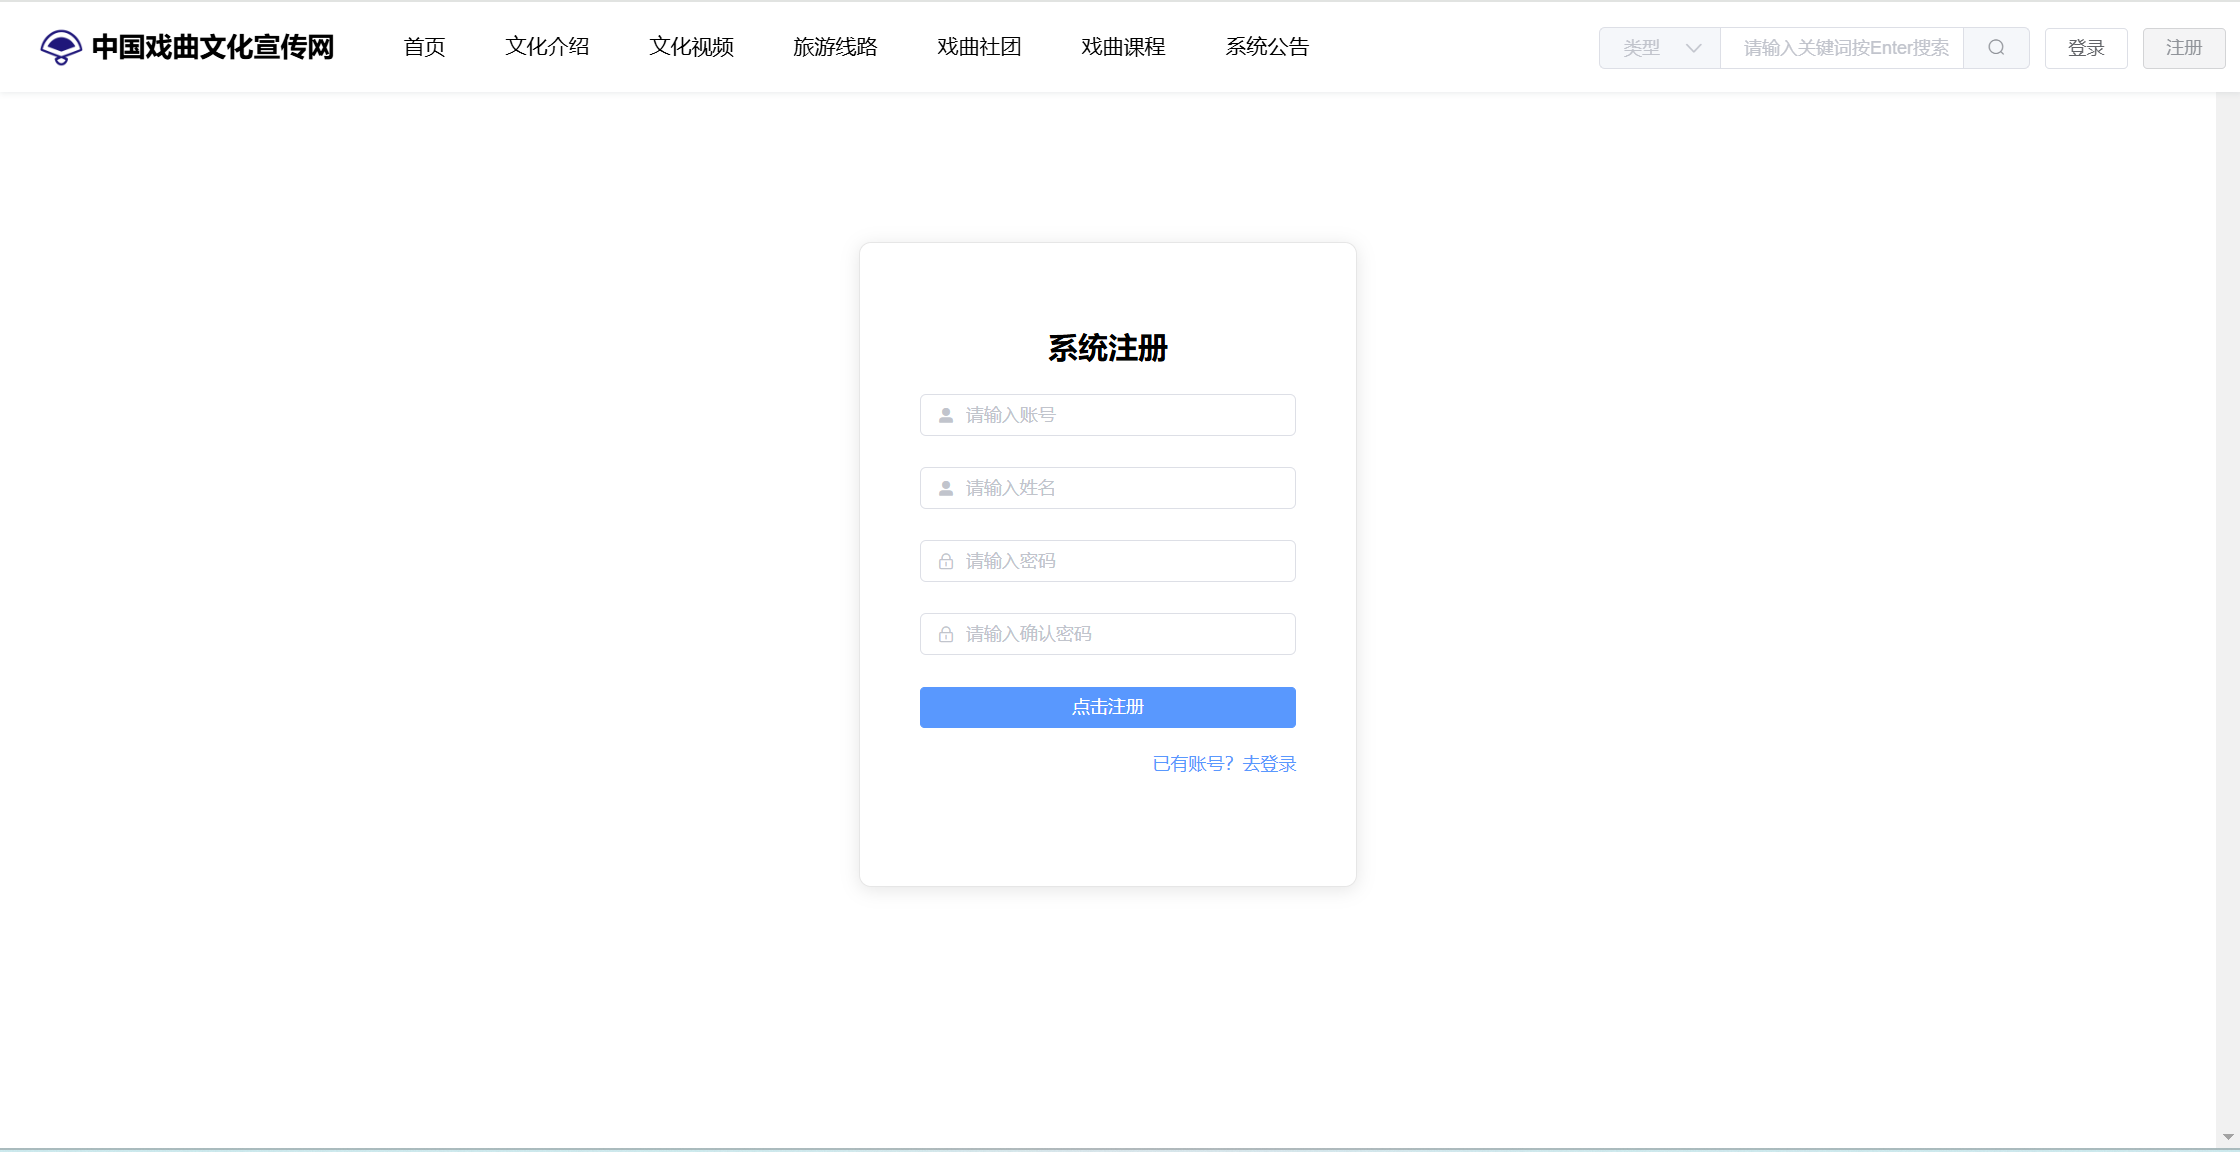 中国戏曲文化宣传网 首页 文化介绍 文化视频 旅游线路 戏曲社团 戏曲课程 系统公告 类型 请输入关键词按Enter搜索 登录 注册
系统注册
请输入账号
请输入姓名
请输入密码
请输入确认密码
点击注册
已有账号？去登录